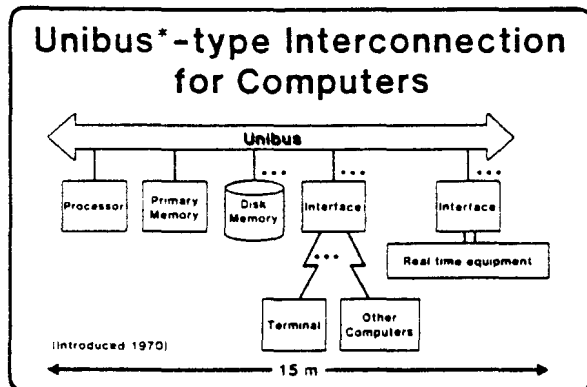 Unibus*-type Interconnection
for Computers
Unibus
Processor
Primary
Memory
Disk
Memory
Interface
Interface
Real time equipment
Terminal
Other
Computers
(Introduced 1970)
15 m